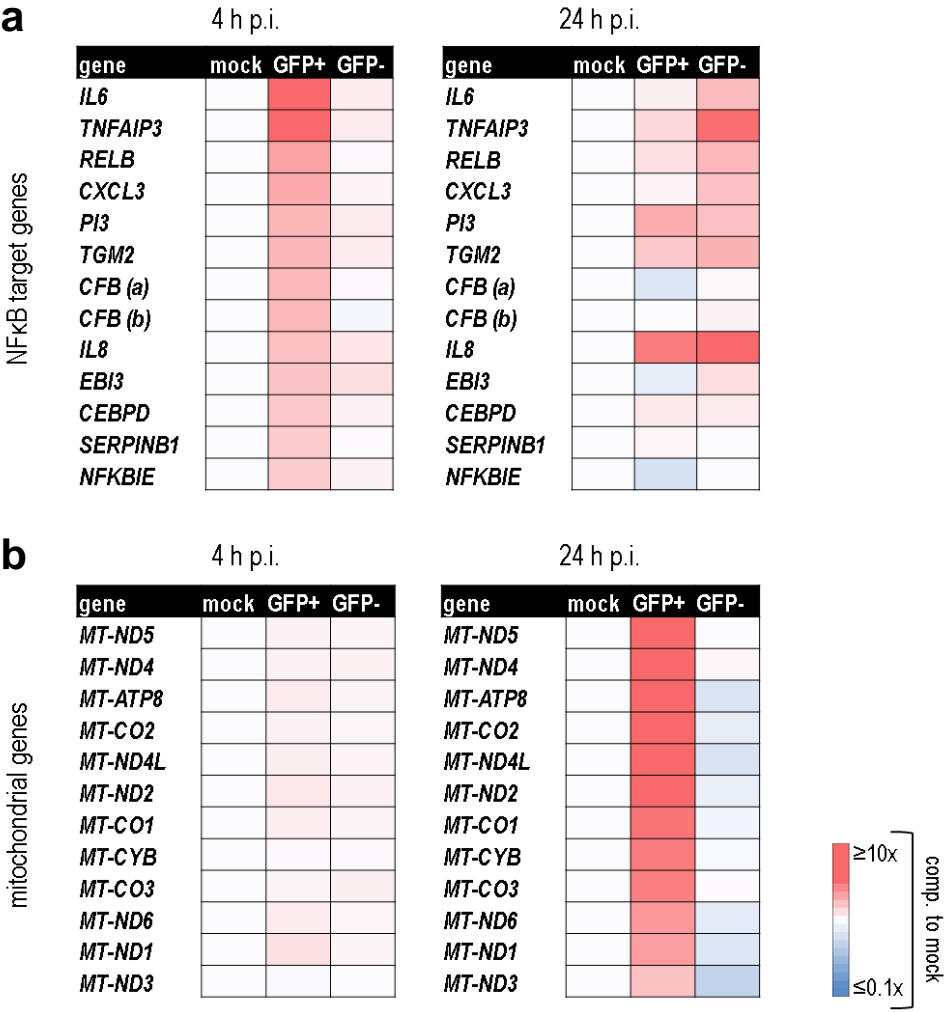 a
4 h p.i.
24 h p.i.
NFκB target genes
gene mock GFP+ GFP-
IL6
TNFAIP3
RELB
CXCL3
PI3
TGM2
CFB (a)
CFB (b)
IL8
EBI3
CEBPD
SERPINB1
NFKBIE
gene mock GFP+ GFP-
IL6
TNFAIP3
RELB
CXCL3
PI3
TGM2
CFB (a)
CFB (b)
IL8
EBI3
CEBPD
SERPINB1
NFKBIE
b
4 h p.i.
24 h p.i.
mitochondrial genes
gene mock GFP+ GFP-
MT-ND5
MT-ND4
MT-ATP8
MT-CO2
MT-ND4L
MT-ND2
MT-CO1
MT-CYB
MT-CO3
MT-ND6
MT-ND1
MT-ND3
gene mock GFP+ GFP-
MT-ND5
MT-ND4
MT-ATP8
MT-CO2
MT-ND4L
MT-ND2
MT-CO1
MT-CYB
MT-CO3
MT-ND6
MT-ND1
MT-ND3
≥10x
≤0.1x
comp. to mock